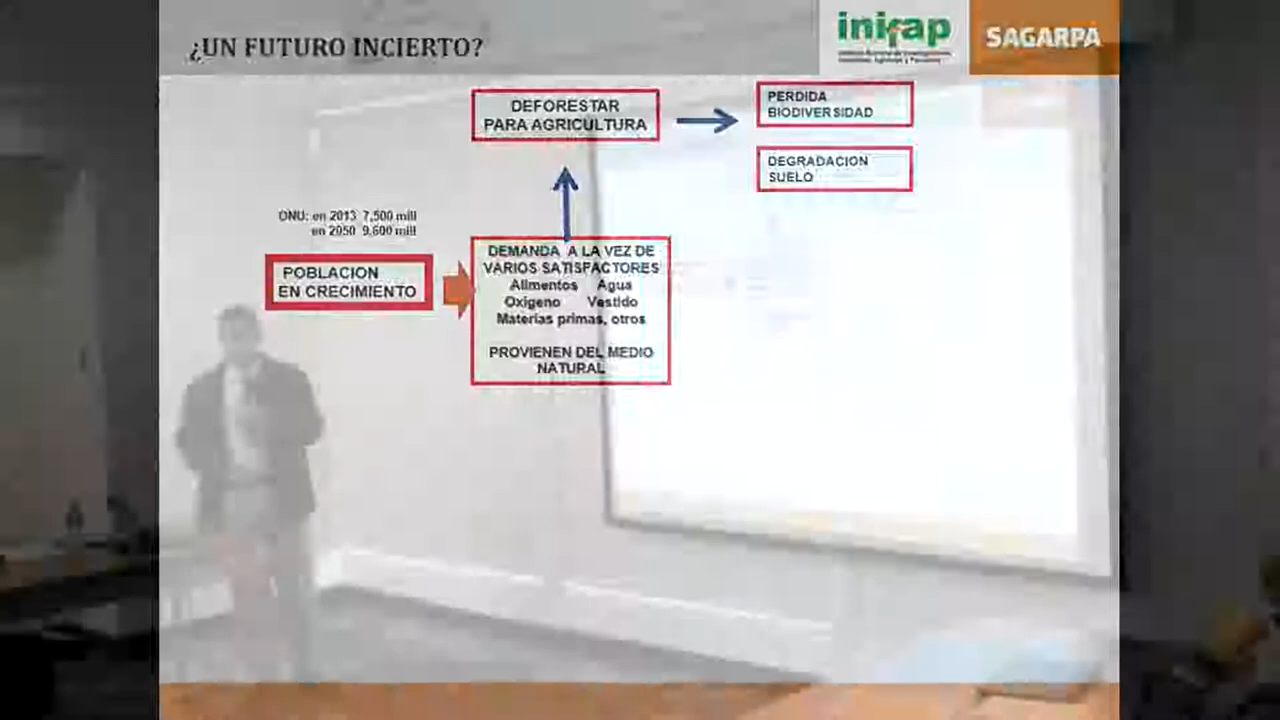 ¿UN FUTURO INCIERTO?
inifap
SAGARPA
DEFORESTAR
PARA AGRICULTURA
PERDIDA
BIODIVERSIDAD
DEGRADACION
SUELO
ONU: en 2013 7,500 mill
en 2050 9,600 mill
POBLACION
EN CRECIMIENTO
DEMANDA A LA VEZ DE
VARIOS SATISFACTORES
Alimentos Agua
Oxigeno Vestido
Materias primas, otros
PROVIENEN DEL MEDIO
NATURAL